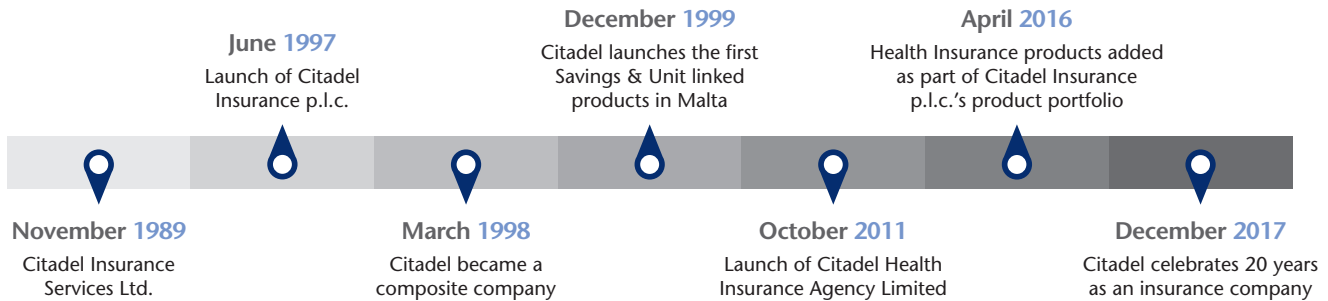 November 1989
Citadel Insurance
Services Ltd.
June 1997
Launch of Citadel
Insurance p.l.c.
March 1998
Citadel became a
composite company
December 1999
Citadel launches the first
Savings & Unit linked
products in Malta
October 2011
Launch of Citadel Health
Insurance Agency Limited
April 2016
Health Insurance products added
as part of Citadel Insurance
p.l.c.’s product portfolio
December 2017
Citadel celebrates 20 years
as an insurance company